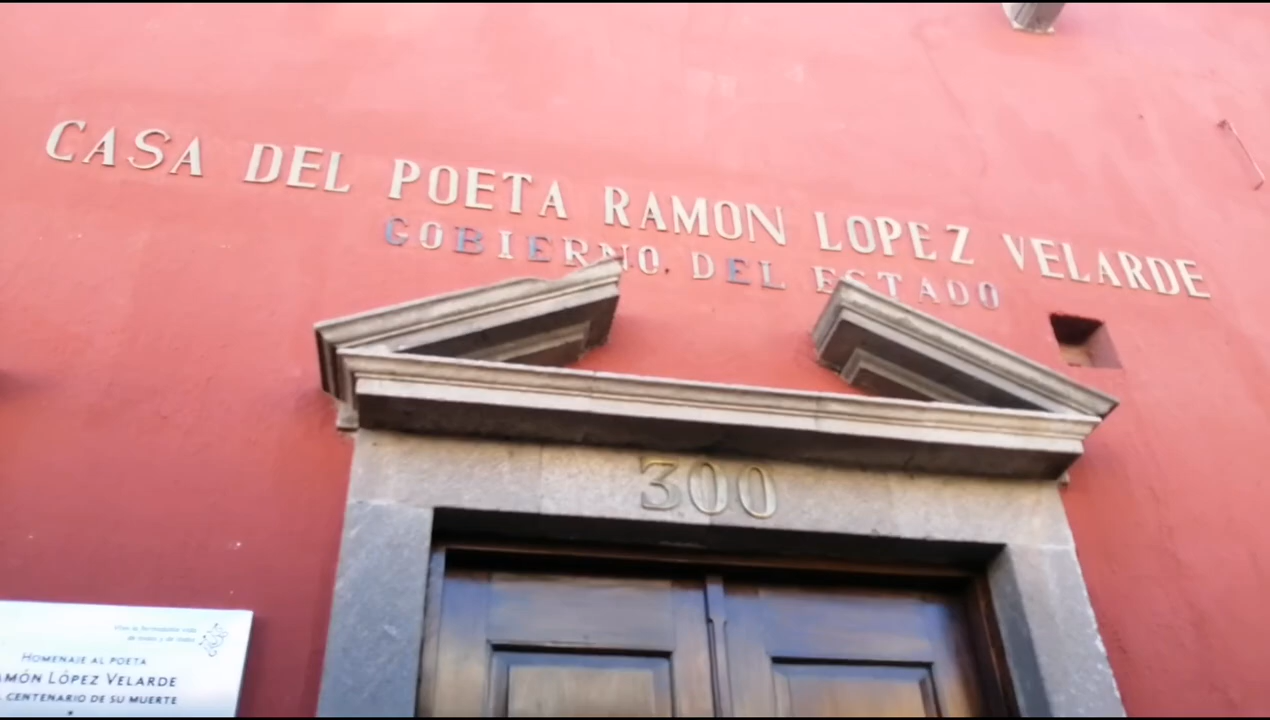 CASA DEL POETA RAMON LOPEZ VELARDE
GOBIERNO. DEL ESTADO
300
HOMENAJE AL POETA
RAMÓN LÓPEZ VELARDE
CENTENARIO DE SU MUERTE